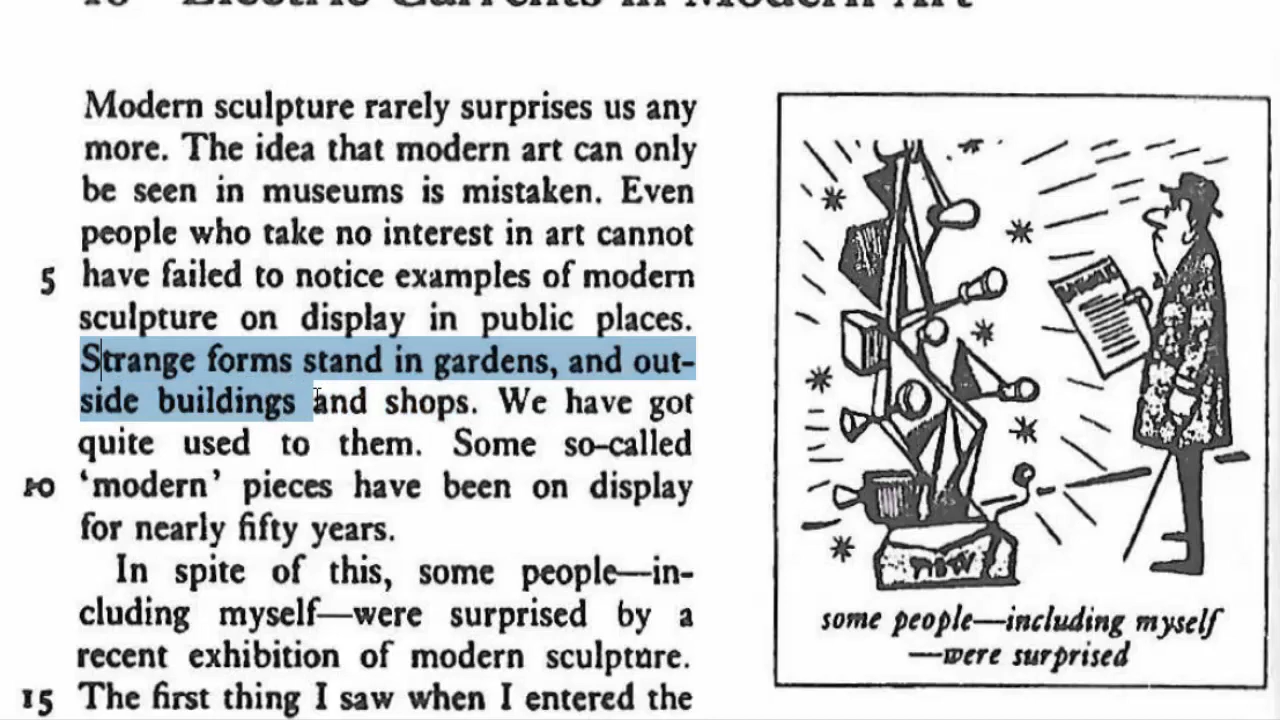 Electric Currents in Modern Art
Modern sculpture rarely surprises us any
more. The idea that modern art can only
be seen in museums is mistaken. Even
people who take no interest in art cannot
5 have failed to notice examples of modern
sculpture on display in public places.
Strange forms stand in gardens, and out-
side buildings and shops. We have got
quite used to them. Some so-called
10 ‘modern’ pieces have been on display
for nearly fifty years.
In spite of this, some people—in-
cluding myself—were surprised by a
recent exhibition of modern sculpture.
15 The first thing I saw when I entered the
some people—including myself
—were surprised